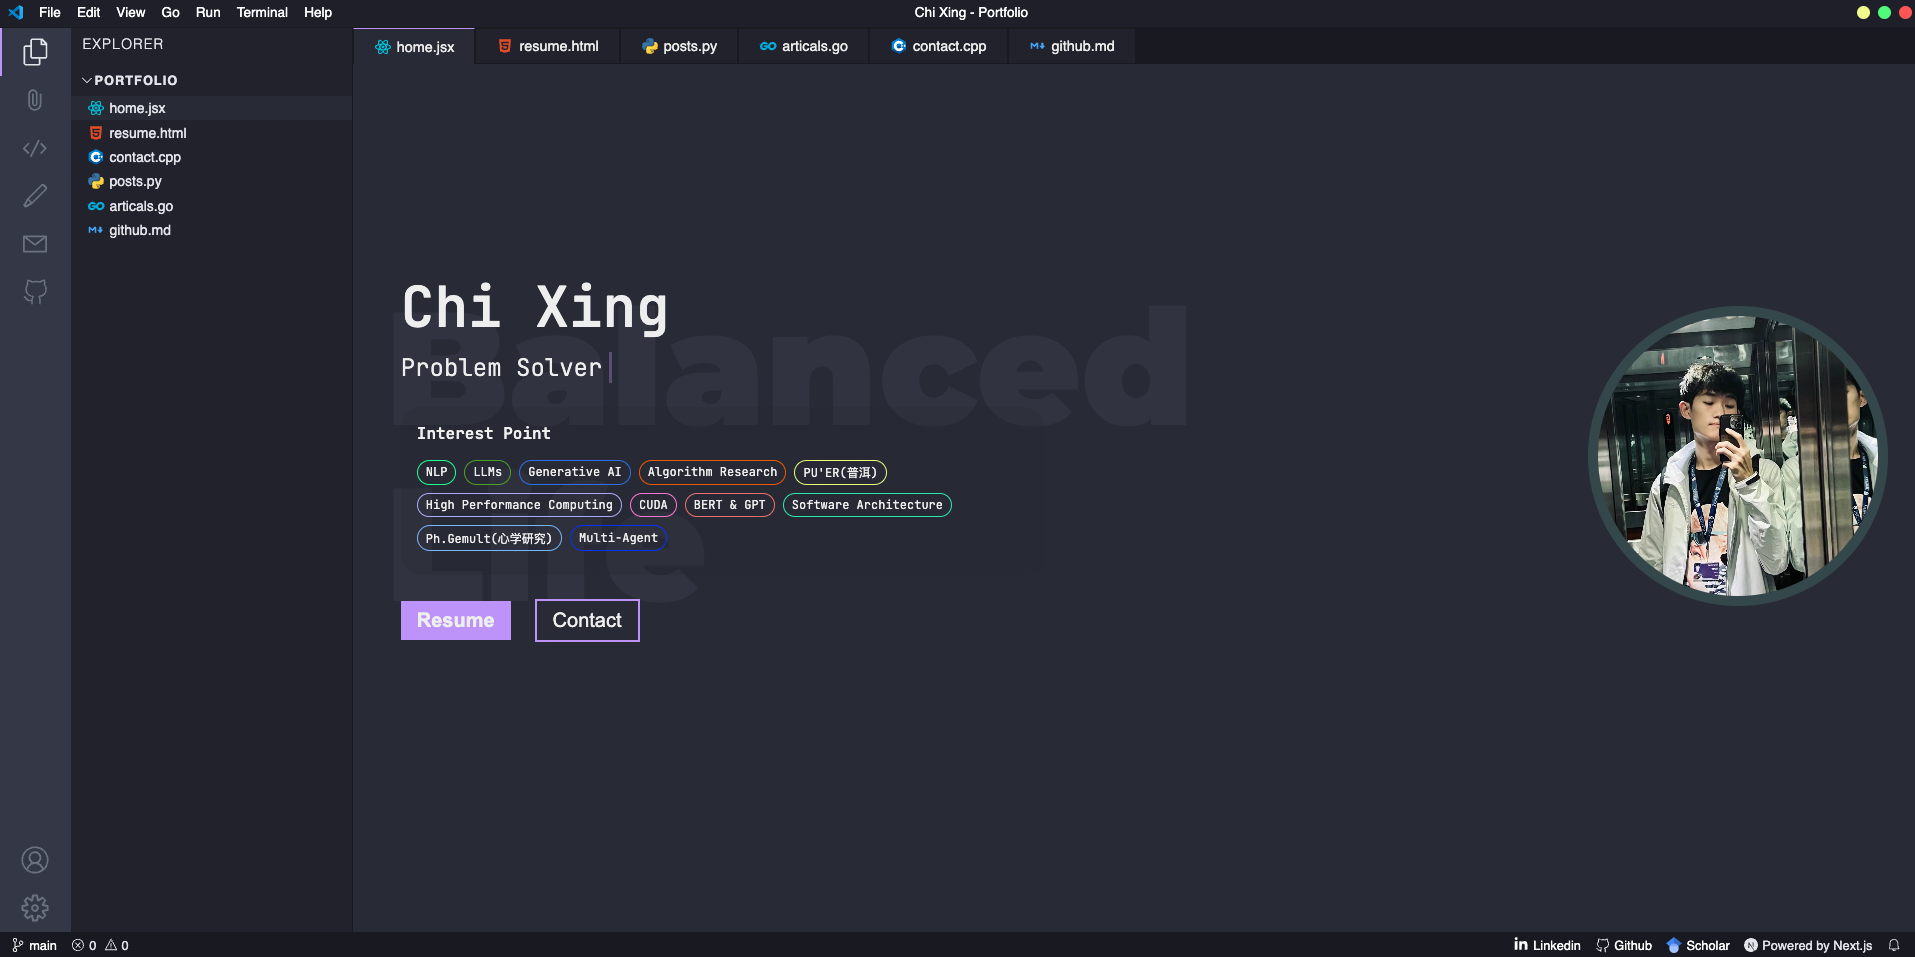 File Edit View Go Run Terminal Help
Chi Xing - Portfolio
EXPLORER
PORTFOLIO
home.jsx
resume.html
contact.cpp
posts.py
articals.go
github.md
home.jsx
resume.html
posts.py
articals.go
contact.cpp
github.md
Balanced
Life
Chi Xing
Problem Solver
Interest Point
NLP LLMs Generative AI Algorithm Research PU'ER(普洱)
High Performance Computing CUDA BERT & GPT Software Architecture
Ph.Gemult(心学研究) Multi-Agent
Resume Contact
main 0 0
Linkedin Github Scholar Powered by Next.js